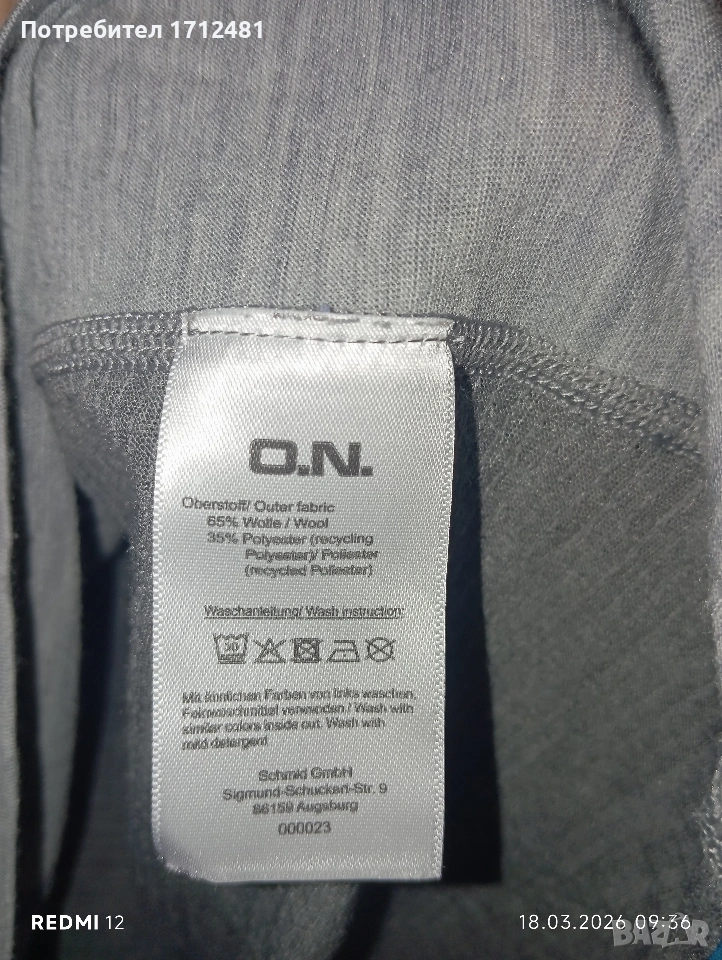 Потребител 1712481
O.N.
Oberstoff/ Outer fabric
65% Wolle / Wool
35% Polyester (recycling
Polyester)/ Poliester
(recycled Poliester)
Waschanleitung/ Wash instruction:
30
Mit ähnlichen Farben von links waschen.
Feinwaschmittel verwenden / Wash with
similar colors inside out. Wash with
mild detergent
Schmid GmbH
Sigmund-Schuckert-Str. 9
86159 Augsburg
000023
REDMI 12
18.03.2026 09:36
BAZAR